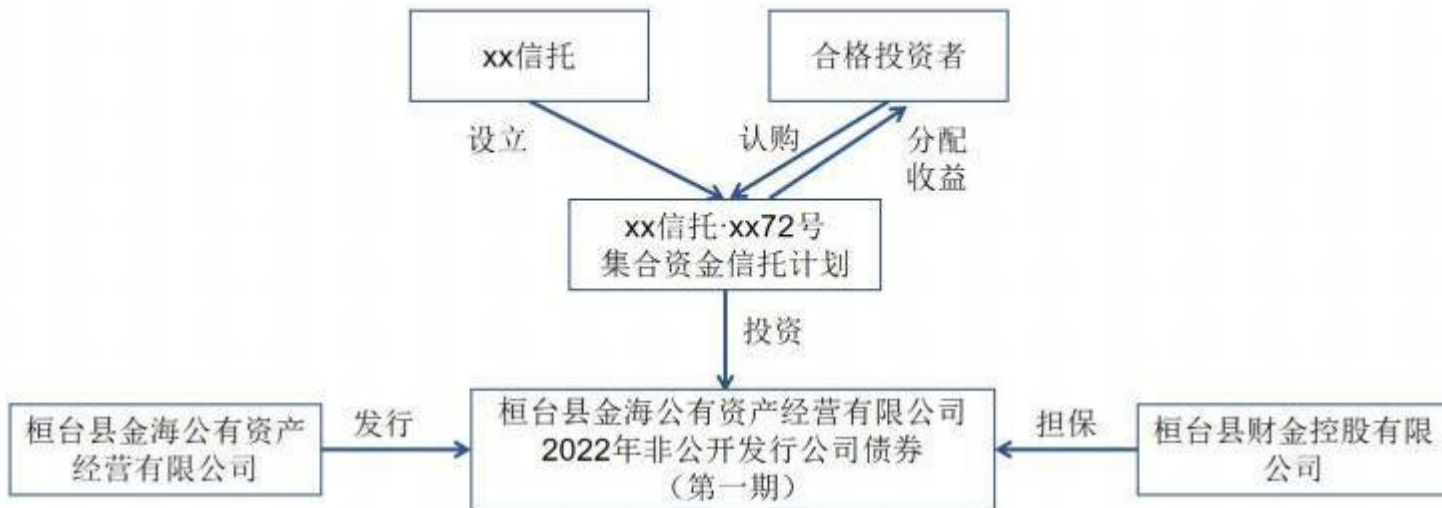 xx信托
合格投资者
设立
认购
分配
收益
xx信托·xx72号
集合资金信托计划
投资
桓台县金海公有资产
经营有限公司
发行
桓台县金海公有资产经营有限公司
2022年非公开发行公司债券
（第一期）
担保
桓台县财金控股有限
公司